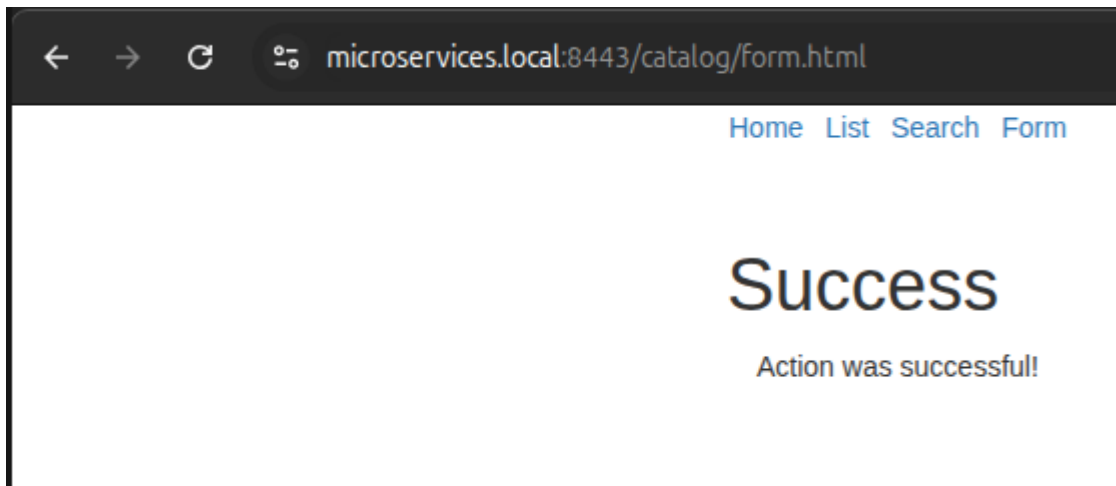 microservices.local:8443/catalog/form.html
Home List Search Form
Success
Action was successful!